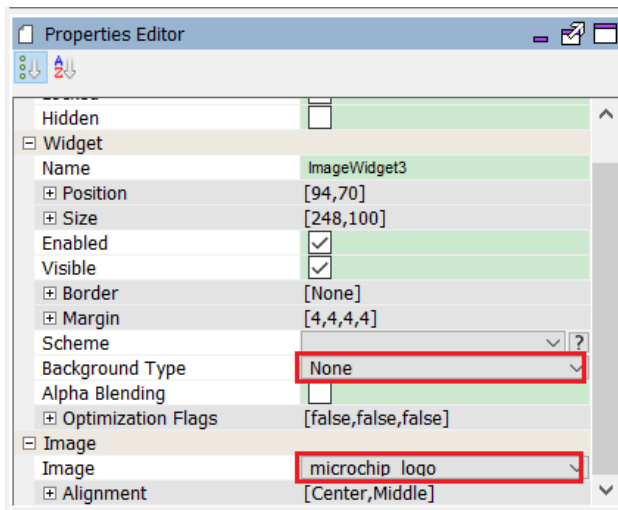 Properties Editor
Hidden
Widget
Name ImageWidget3
Position [94,70]
Size [248,100]
Enabled
Visible
Border [None]
Margin [4,4,4,4]
Scheme ?
Background Type None
Alpha Blending
Optimization Flags [false,false,false]
Image
Image microchip_logo
Alignment [Center,Middle]